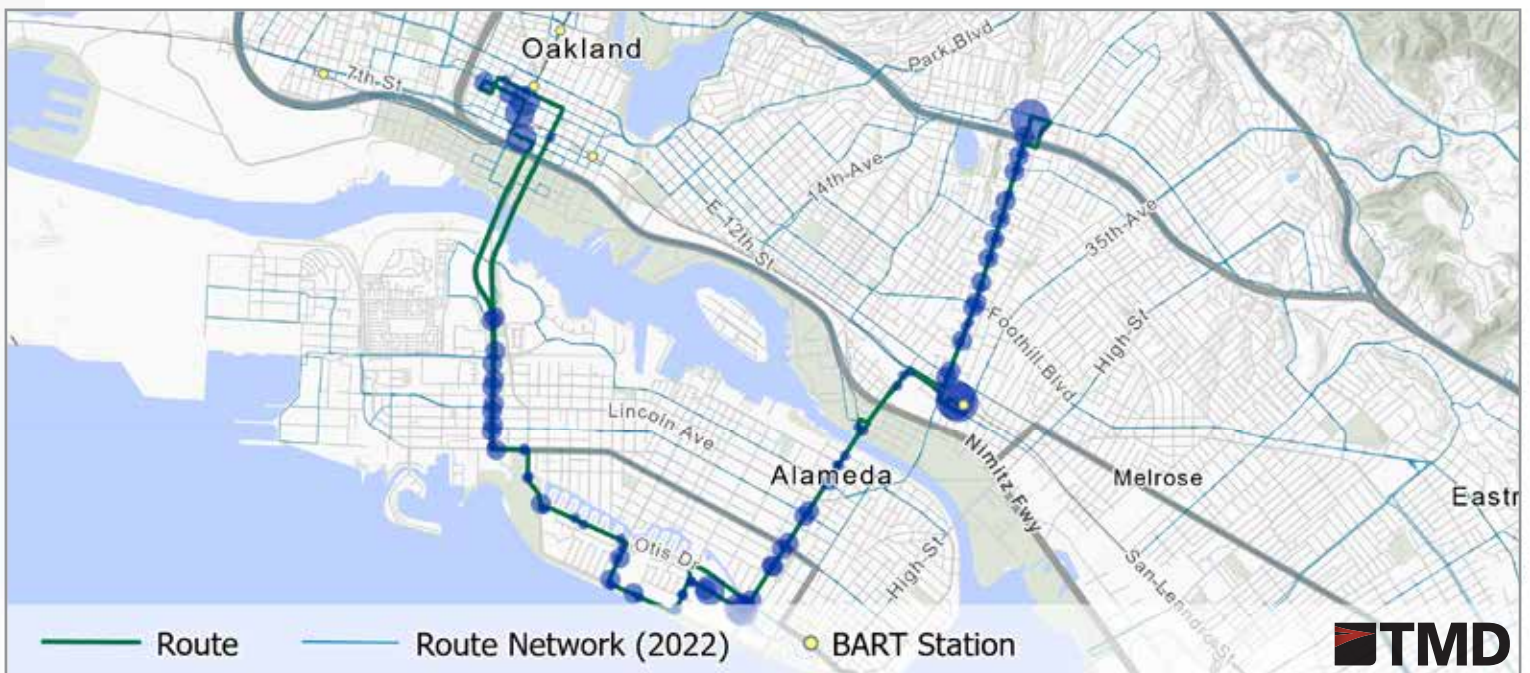 Oakland
Park Blvd
7th-St
14th-Ave
E-12th-St
35th-Ave
Foothill-Blvd
High-St
Lincoln Ave
Nimitz-Fwy
Alameda
Melrose
Eastr
Otis Dr
High-St
San-Leandro-St
Route
Route Network (2022)
BART Station
TMD